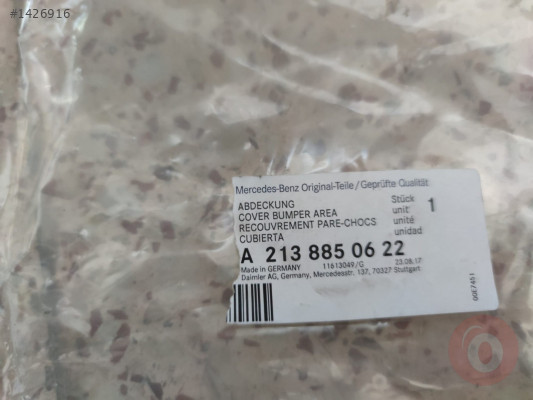 #1426916
Mercedes-Benz Original-Teile/Geprüfte Qualität
ABDECKUNG
COVER BUMPER AREA
RECOUVREMENT PARE-CHOCS
CUBIERTA
Stück
unit
unité
unidad
1
A 213 885 06 22
Made in GERMANY 11613049/G 23.08.17
Daimler AG, Germany, Mercedesstr. 137, 70327 Stuttgart